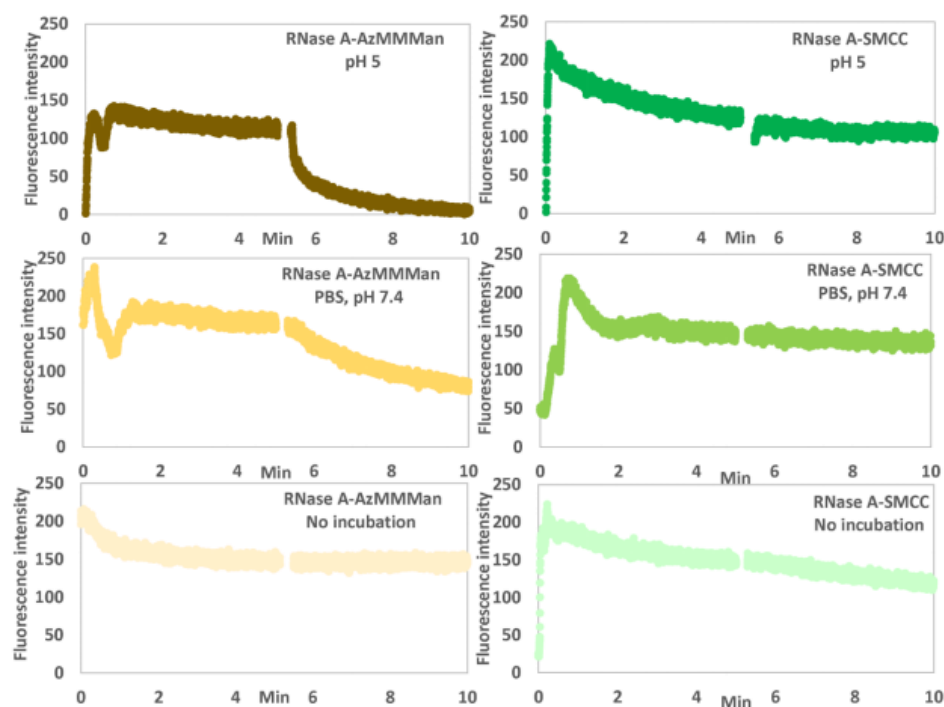 RNase A-AzMMMan
pH 5
Fluorescence intensity
250
200
150
100
50
0
0 2 4 Min 6 8 10
RNase A-SMCC
pH 5
Fluorescence intensity
250
200
150
100
50
0
0 2 4 Min 6 8 10
RNase A-AzMMMan
PBS, pH 7.4
Fluorescence intensity
250
200
150
100
50
0
0 2 4 Min 6 8 10
RNase A-SMCC
PBS, pH 7.4
Fluorescence intensity
250
200
150
100
50
0
0 2 4 Min 6 8 10
RNase A-AzMMMan
No incubation
Fluorescence intensity
250
200
150
100
50
0
0 2 4 Min 6 8 10
RNase A-SMCC
No incubation
Fluorescence intensity
250
200
150
100
50
0
0 2 4 Min 6 8 10